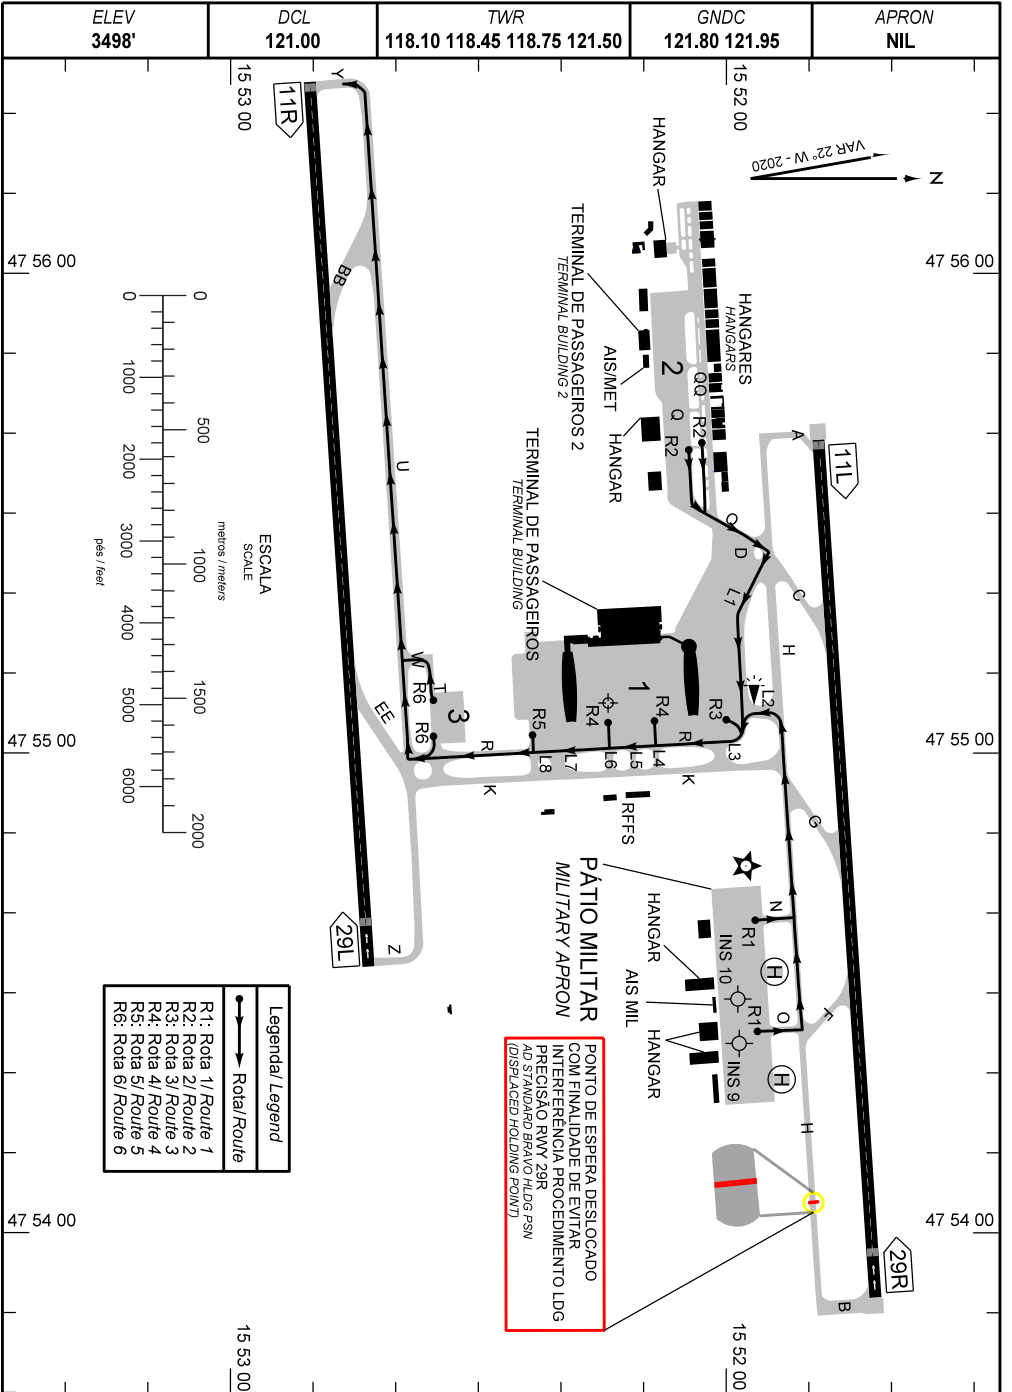 ELEV
3498'
DCL
121.00
TWR
118.10 118.45 118.75 121.50
GNDC
121.80 121.95
APRON
NIL
15 53 00
15 52 00
Y
11R
VAR 22° W - 2020
N
HANGAR
47 56 00
47 56 00
BB
TERMINAL DE PASSAGEIROS 2
TERMINAL BUILDING 2
HANGARES
HANGARS
AIS/MET
HANGAR
2
QQ
Q
R2
R2
A
11L
U
0
1000
2000
3000
4000
5000
6000
pés / feet
0
500
1000
1500
2000
metros / meters
ESCALA
SCALE
TERMINAL DE PASSAGEIROS
TERMINAL BUILDING
Q
D
L1
C
H
L2
1
R3
R4
R4
R5
R
L3
L4
L5
L6
L7
L8
R
K
K
W
T
R6
R6
3
EE
47 55 00
47 55 00
RFFS
G
PÁTIO MILITAR
MILITARY APRON
HANGAR
AIS MIL
HANGAR
N
R1
INS 10
H
R1
O
INS 9
H
F
H
Z
29L
PONTO DE ESPERA DESLOCADO
COM FINALIDADE DE EVITAR
INTERFERÊNCIA PROCEDIMENTO LDG
PRECISÃO RWY 29R
AD STANDARD BRAVO HLDG PSN
(DISPLACED HOLDING POINT)
Legenda/ Legend
Rota/Route
R1: Rota 1/ Route 1
R2: Rota 2/ Route 2
R3: Rota 3/ Route 3
R4: Rota 4/ Route 4
R5: Rota 5/ Route 5
R6: Rota 6/ Route 6
47 54 00
47 54 00
29R
B
15 53 00
15 52 00